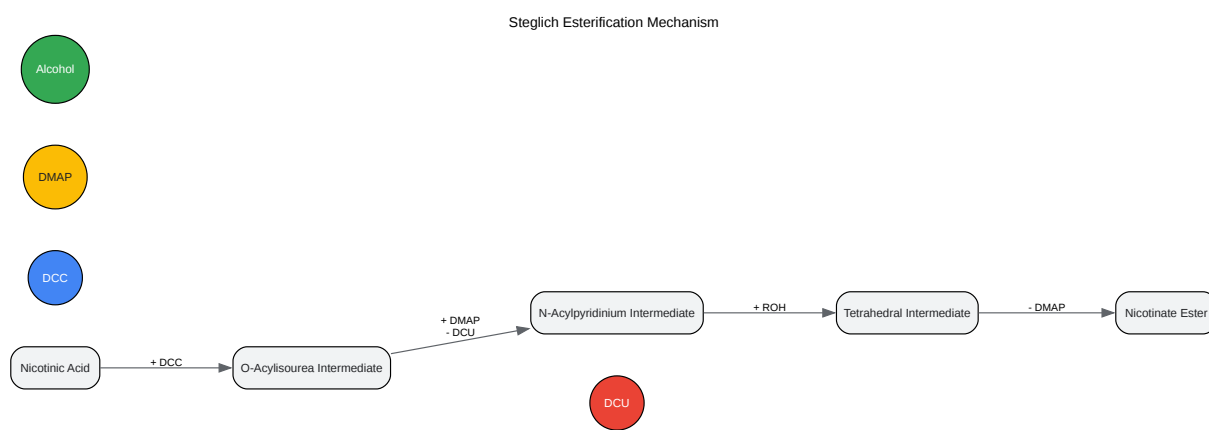 Steglich Esterification Mechanism
Alcohol
DMAP
DCC
+ DMAP
- DCU
N-Acylpyridinium Intermediate
+ ROH
Tetrahedral Intermediate
- DMAP
Nicotinate Ester
Nicotinic Acid
+ DCC
O-Acylisourea Intermediate
DCU